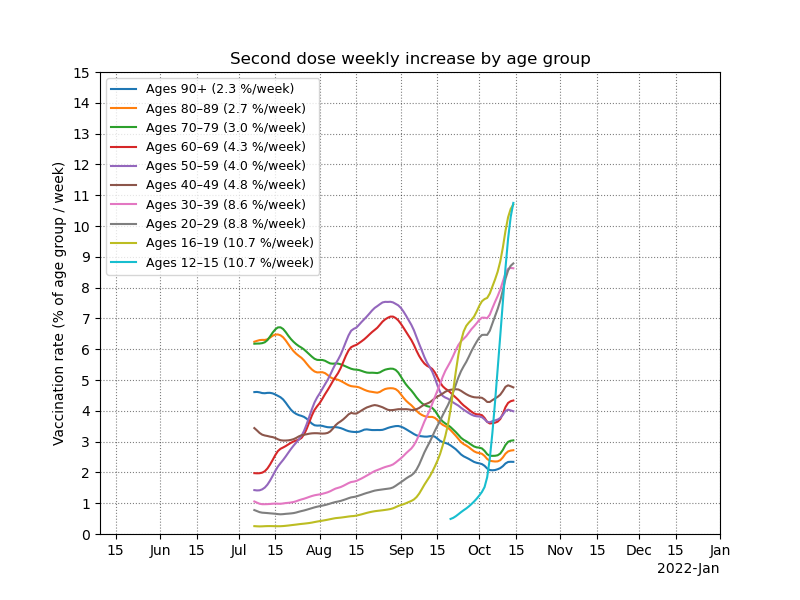 Second dose weekly increase by age group
Vaccination rate (% of age group / week)
15
14
13
12
11
10
9
8
7
6
5
4
3
2
1
0
Ages 90+ (2.3 %/week)
Ages 80–89 (2.7 %/week)
Ages 70–79 (3.0 %/week)
Ages 60–69 (4.3 %/week)
Ages 50–59 (4.0 %/week)
Ages 40–49 (4.8 %/week)
Ages 30–39 (8.6 %/week)
Ages 20–29 (8.8 %/week)
Ages 16–19 (10.7 %/week)
Ages 12–15 (10.7 %/week)
15 Jun 15 Jul 15 Aug 15 Sep 15 Oct 15 Nov 15 Dec 15 Jan
2022-Jan